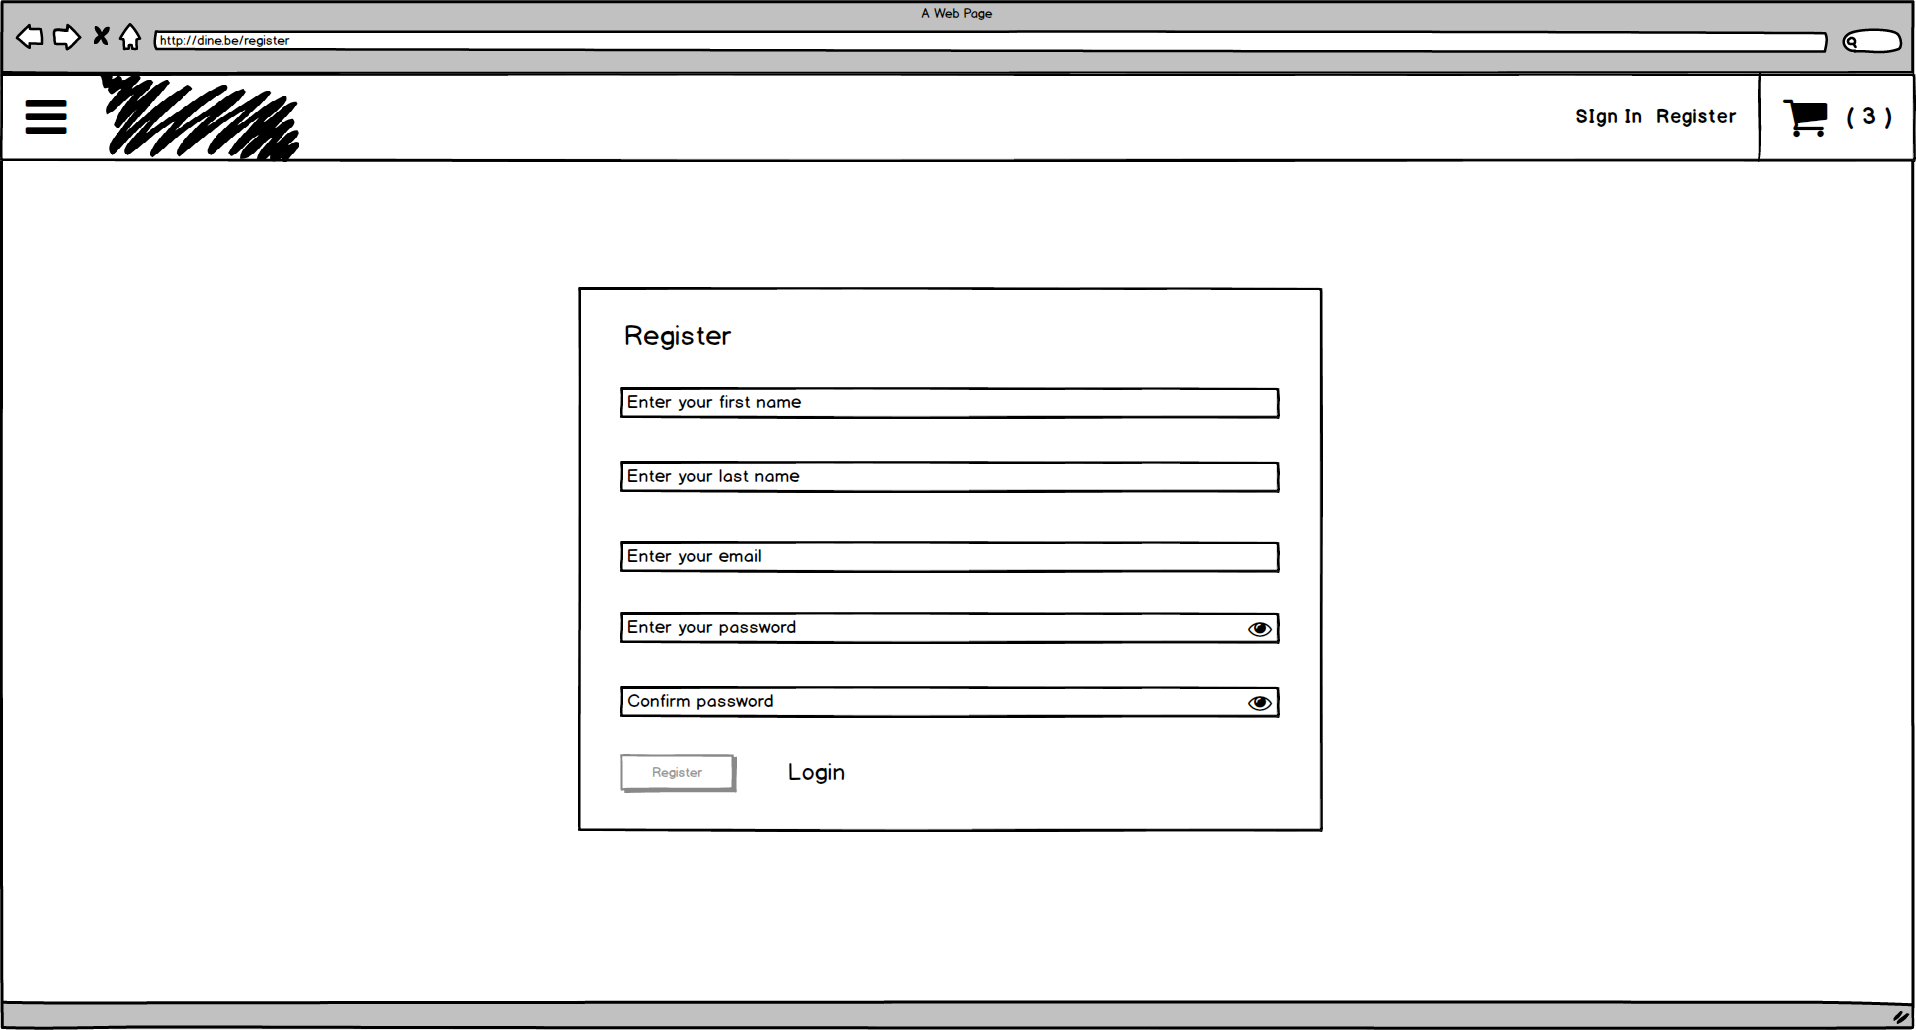 A Web Page
http://dine.be/register
SIgn In Register ( 3 )
Register
Enter your first name
Enter your last name
Enter your email
Enter your password
Confirm password
Register Login